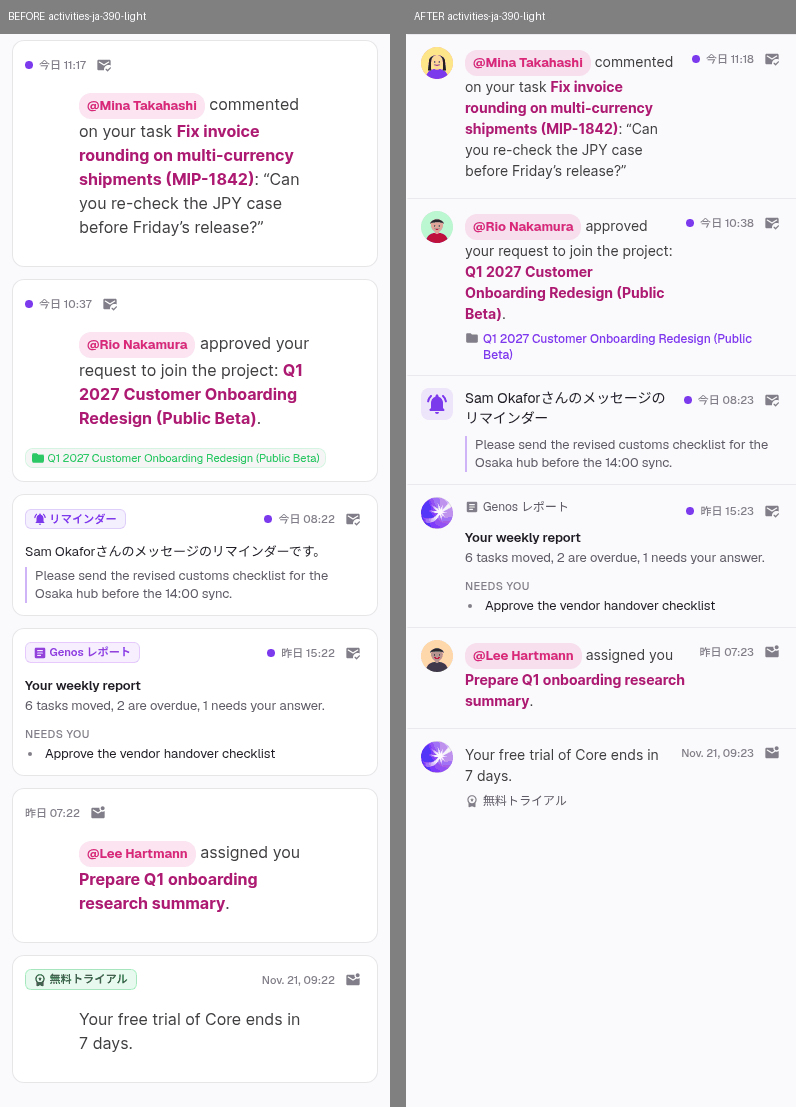 BEFORE activities-ja-390-light
今日 11:17
@Mina Takahashi commented
on your task Fix invoice
rounding on multi-currency
shipments (MIP-1842): “Can
you re-check the JPY case
before Friday’s release?”
今日 10:37
@Rio Nakamura approved your
request to join the project: Q1
2027 Customer Onboarding
Redesign (Public Beta).
Q1 2027 Customer Onboarding Redesign (Public Beta)
リマインダー
今日 08:22
Sam Okaforさんのメッセージのリマインダーです。
Please send the revised customs checklist for the
Osaka hub before the 14:00 sync.
Genos レポート
昨日 15:22
Your weekly report
6 tasks moved, 2 are overdue, 1 needs your answer.
NEEDS YOU
• Approve the vendor handover checklist
昨日 07:22
@Lee Hartmann assigned you
Prepare Q1 onboarding
research summary.
無料トライアル
Nov. 21, 09:22
Your free trial of Core ends in
7 days.
AFTER activities-ja-390-light
@Mina Takahashi commented
今日 11:18
on your task Fix invoice
rounding on multi-currency
shipments (MIP-1842): “Can
you re-check the JPY case
before Friday’s release?”
@Rio Nakamura approved
今日 10:38
your request to join the project:
Q1 2027 Customer
Onboarding Redesign (Public
Beta).
Q1 2027 Customer Onboarding Redesign (Public
Beta)
Sam Okaforさんのメッセージの
今日 08:23
リマインダー
Please send the revised customs checklist for the
Osaka hub before the 14:00 sync.
Genos レポート
昨日 15:23
Your weekly report
6 tasks moved, 2 are overdue, 1 needs your answer.
NEEDS YOU
• Approve the vendor handover checklist
@Lee Hartmann assigned you
昨日 07:23
Prepare Q1 onboarding research
summary.
Your free trial of Core ends in
Nov. 21, 09:23
7 days.
無料トライアル